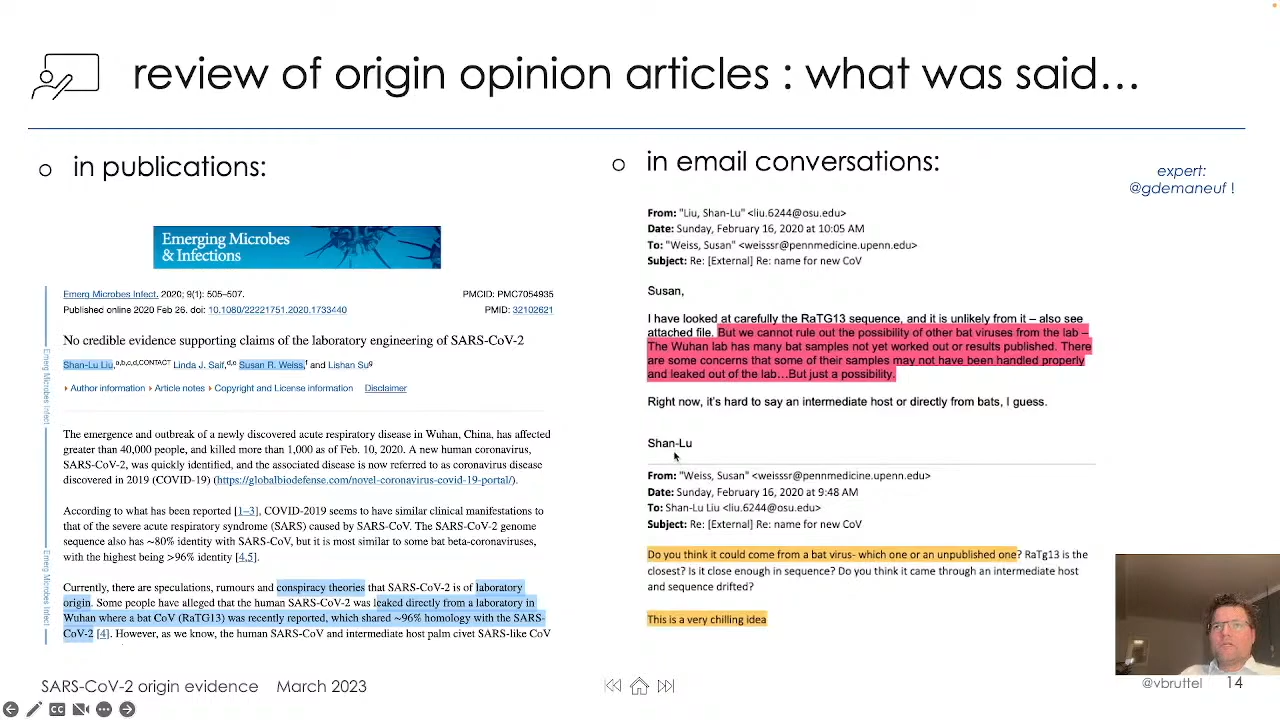 review of origin opinion articles : what was said...
o in publications:
Emerging Microbes
& Infections
Emerg Microbes Infect. 2020; 9(1): 505–507.
PMCID: PMC7054935
Published online 2020 Feb 26. doi: 10.1080/22221751.2020.1733440
PMID: 32102621
No credible evidence supporting claims of the laboratory engineering of SARS-CoV-2
Shan-Lu Liu,a,b,c,d,CONTACT Linda J. Saif,d,e Susan R. Weiss,f and Lishan Sug
Author information Article notes Copyright and License information Disclaimer
The emergence and outbreak of a newly discovered acute respiratory disease in Wuhan, China, has affected
greater than 40,000 people, and killed more than 1,000 as of Feb. 10, 2020. A new human coronavirus,
SARS-CoV-2, was quickly identified, and the associated disease is now referred to as coronavirus disease
discovered in 2019 (COVID-19) (https://globalbiodefense.com/novel-coronavirus-covid-19-portal/).
According to what has been reported [1–3], COVID-2019 seems to have similar clinical manifestations to
that of the severe acute respiratory syndrome (SARS) caused by SARS-CoV. The SARS-CoV-2 genome
sequence also has ~80% identity with SARS-CoV, but it is most similar to some bat beta-coronaviruses,
with the highest being >96% identity [4,5].
Currently, there are speculations, rumours and conspiracy theories that SARS-CoV-2 is of laboratory
origin. Some people have alleged that the human SARS-CoV-2 was leaked directly from a laboratory in
Wuhan where a bat CoV (RaTG13) was recently reported, which shared ~96% homology with the SARS-
CoV-2 [4]. However, as we know, the human SARS-CoV and intermediate host palm civet SARS-like CoV
Emerg Microbes Infect
Emerg Microbes Infect
o in email conversations:
expert:
@gdemaneuf !
From: "Liu, Shan-Lu" <liu.6244@osu.edu>
Date: Sunday, February 16, 2020 at 10:05 AM
To: "Weiss, Susan" <weisssr@pennmedicine.upenn.edu>
Subject: Re: [External] Re: name for new CoV
Susan,
I have looked at carefully the RaTG13 sequence, and it is unlikely from it – also see
attached file. But we cannot rule out the possibility of other bat viruses from the lab –
The Wuhan lab has many bat samples not yet worked out or results published. There
are some concerns that some of their samples may not have been handled properly
and leaked out of the lab…But just a possibility.
Right now, it's hard to say an intermediate host or directly from bats, I guess.
Shan-Lu
From: "Weiss, Susan" <weisssr@pennmedicine.upenn.edu>
Date: Sunday, February 16, 2020 at 9:48 AM
To: Shan-Lu Liu <liu.6244@osu.edu>
Subject: Re: [External] Re: name for new CoV
Do you think it could come from a bat virus- which one or an unpublished one? RaTg13 is the
closest? Is it close enough in sequence? Do you think it came through an intermediate host
and sequence drifted?
This is a very chilling idea
SARS-CoV-2 origin evidence March 2023
@vbruttel 14
CC